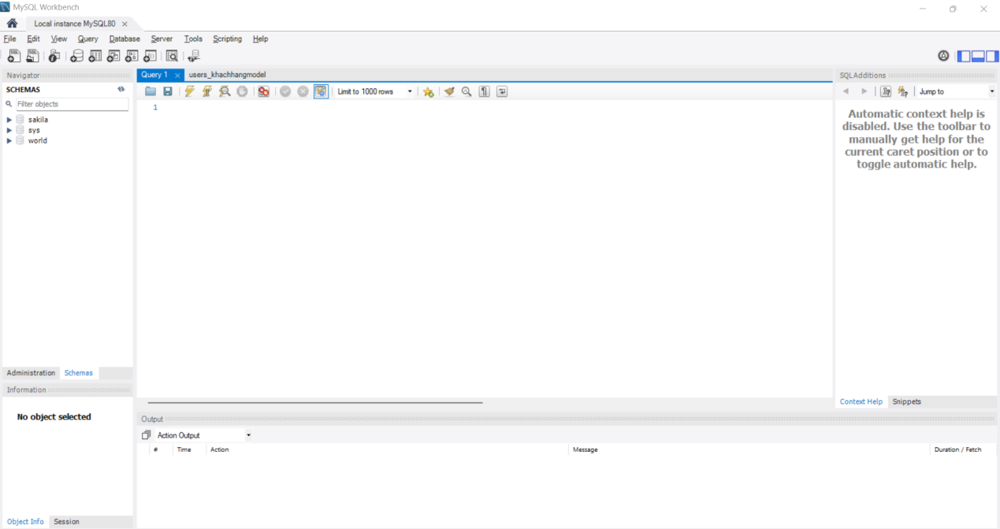 MySQL Workbench
Local instance MySQL80
File Edit View Query Database Server Tools Scripting Help
Navigator
SCHEMAS
Filter objects
sakila
sys
world
Administration Schemas
Information
No object selected
Object Info Session
Query 1 users_khachhangmodel
Limit to 1000 rows
1
Output
Action Output
# Time Action Message Duration / Fetch
SQLAdditions
Jump to
Automatic context help is
disabled. Use the toolbar to
manually get help for the
current caret position or to
toggle automatic help.
Context Help Snippets